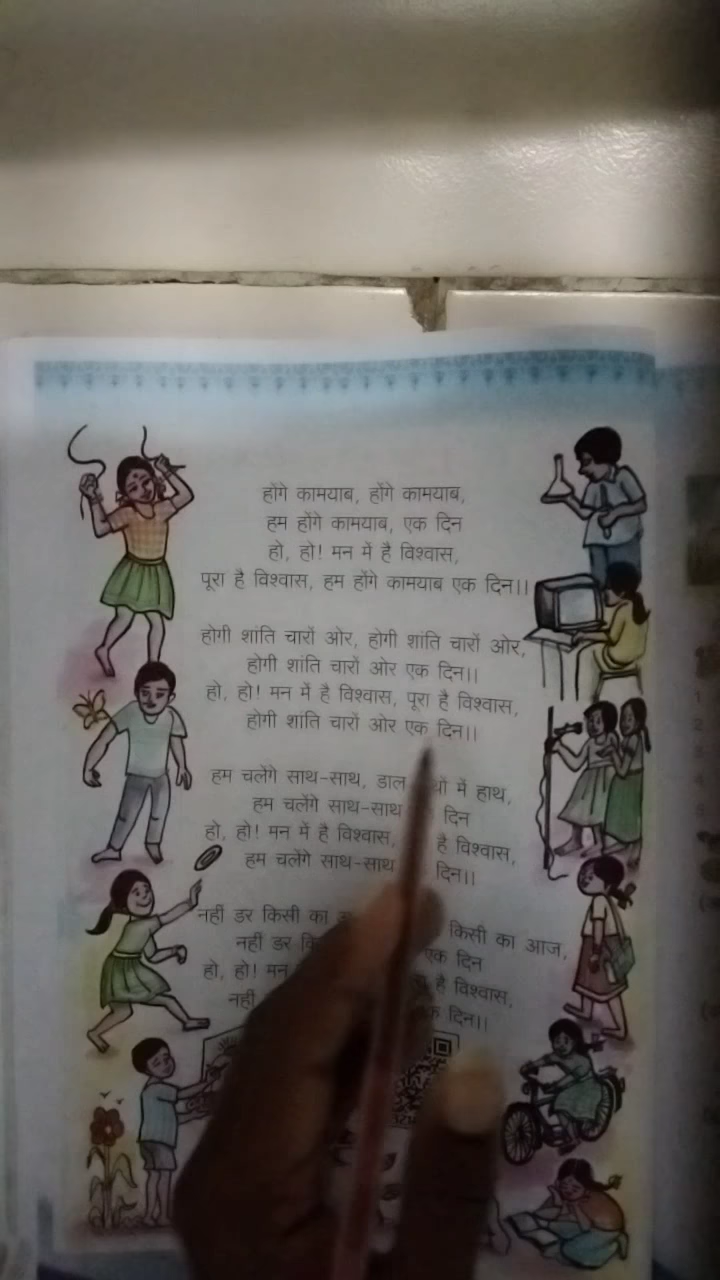 होंगे कामयाब, होंगे कामयाब,
हम होंगे कामयाब, एक दिन
हो, हो! मन में है विश्वास,
पूरा है विश्वास, हम होंगे कामयाब एक दिन।।
होगी शांति चारों ओर, होगी शांति चारों ओर,
होगी शांति चारों ओर एक दिन।।
हो, हो! मन में है विश्वास, पूरा है विश्वास,
होगी शांति चारों ओर एक दिन।।
हम चलेंगे साथ-साथ, डाल में हाथ,
हम चलेंगे साथ-साथ दिन
हो, हो! मन में है विश्वास, है विश्वास,
हम चलेंगे साथ-साथ दिन।।
नहीं डर किसी का किसी का आज,
नहीं डर एक दिन
हो, हो! मन है विश्वास,
नहीं एक दिन।।